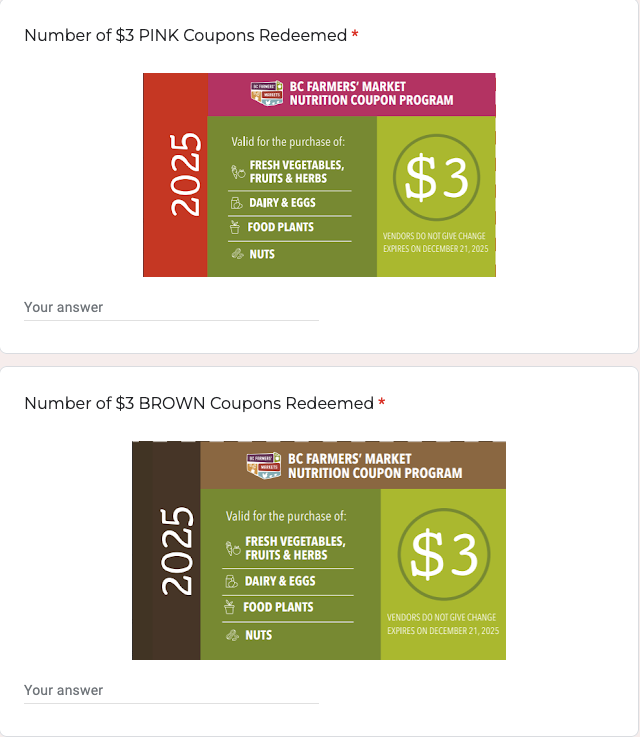 Number of $3 PINK Coupons Redeemed *
BC FARMERS'
MARKETS
BC FARMERS' MARKET
NUTRITION COUPON PROGRAM
2025
Valid for the purchase of:
FRESH VEGETABLES,
FRUITS & HERBS
DAIRY & EGGS
FOOD PLANTS
NUTS
$3
VENDORS DO NOT GIVE CHANGE
EXPIRES ON DECEMBER 21, 2025
Your answer
Number of $3 BROWN Coupons Redeemed *
BC FARMERS'
MARKETS
BC FARMERS' MARKET
NUTRITION COUPON PROGRAM
2025
Valid for the purchase of:
FRESH VEGETABLES,
FRUITS & HERBS
DAIRY & EGGS
FOOD PLANTS
NUTS
$3
VENDORS DO NOT GIVE CHANGE
EXPIRES ON DECEMBER 21, 2025
Your answer